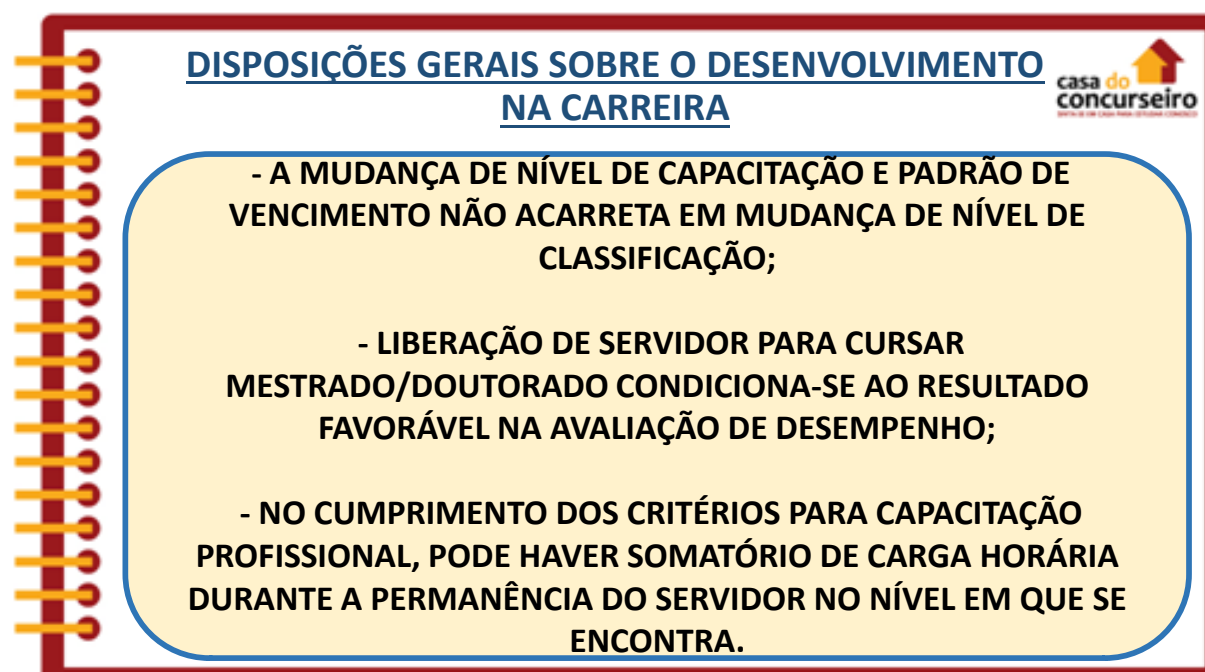 DISPOSIÇÕES GERAIS SOBRE O DESENVOLVIMENTO
NA CARREIRA
casa do
concurseiro
- A MUDANÇA DE NÍVEL DE CAPACITAÇÃO E PADRÃO DE
VENCIMENTO NÃO ACARRETA EM MUDANÇA DE NÍVEL DE
CLASSIFICAÇÃO;
- LIBERAÇÃO DE SERVIDOR PARA CURSAR
MESTRADO/DOUTORADO CONDICIONA-SE AO RESULTADO
FAVORÁVEL NA AVALIAÇÃO DE DESEMPENHO;
- NO CUMPRIMENTO DOS CRITÉRIOS PARA CAPACITAÇÃO
PROFISSIONAL, PODE HAVER SOMATÓRIO DE CARGA HORÁRIA
DURANTE A PERMANÊNCIA DO SERVIDOR NO NÍVEL EM QUE SE
ENCONTRA.